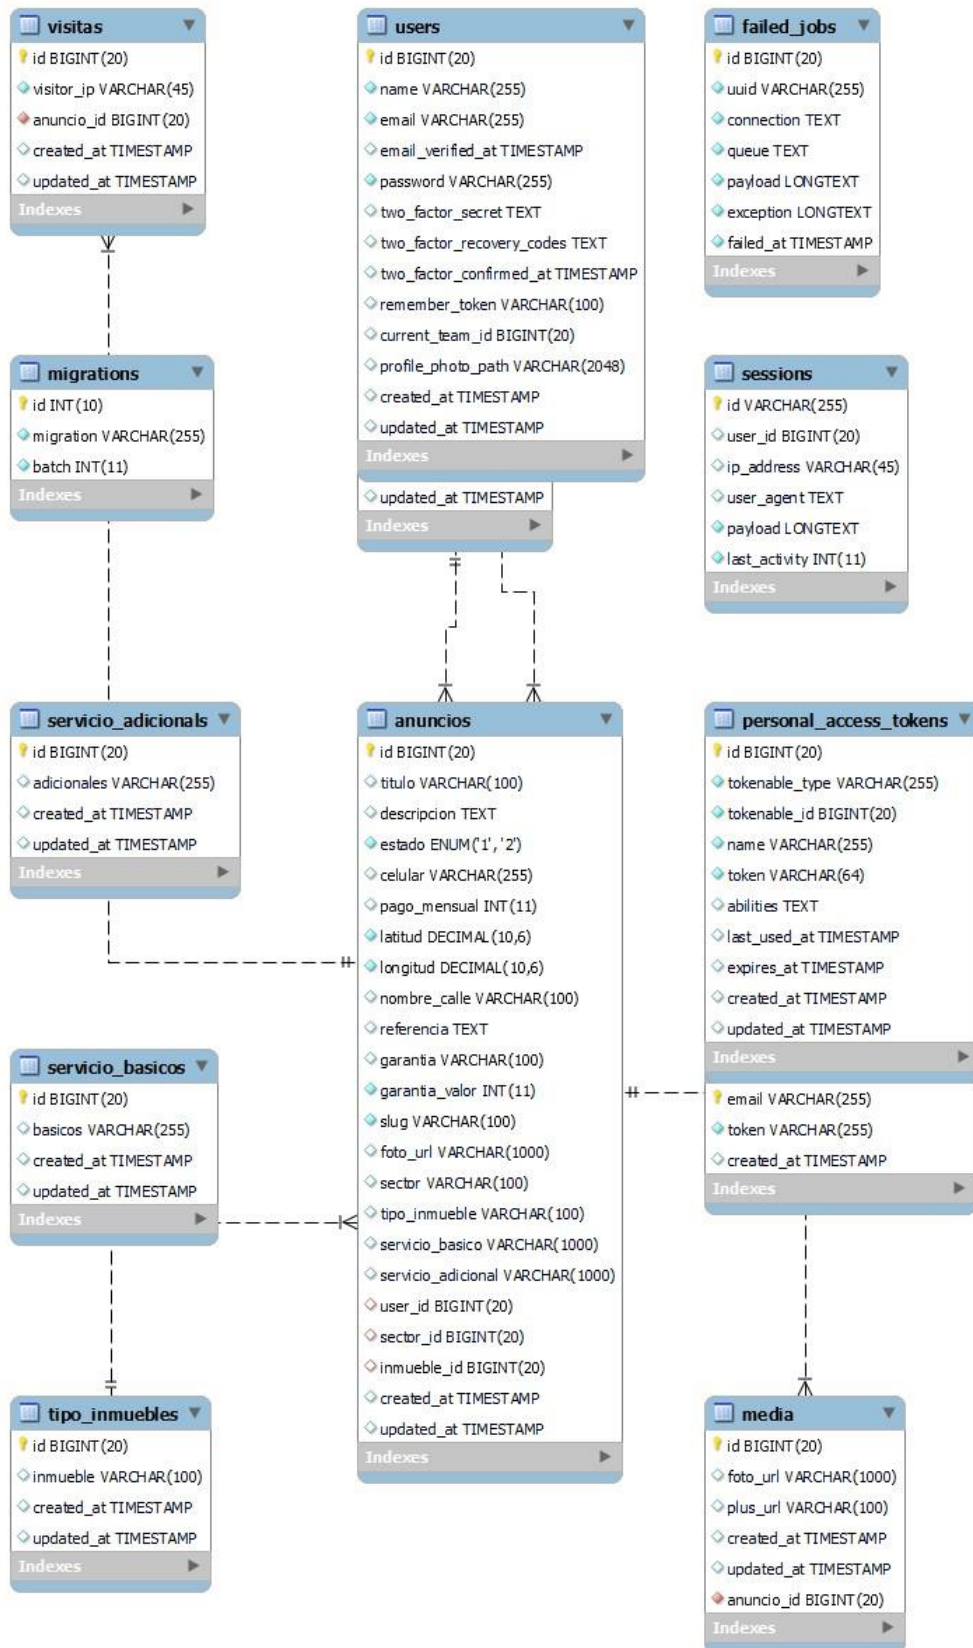 visitas
id BIGINT(20)
visitor_ip VARCHAR(45)
anuncio_id BIGINT(20)
created_at TIMESTAMP
updated_at TIMESTAMP
Indexes
users
id BIGINT(20)
name VARCHAR(255)
email VARCHAR(255)
email_verified_at TIMESTAMP
password VARCHAR(255)
two_factor_secret TEXT
two_factor_recovery_codes TEXT
two_factor_confirmed_at TIMESTAMP
remember_token VARCHAR(100)
current_team_id BIGINT(20)
profile_photo_path VARCHAR(2048)
created_at TIMESTAMP
updated_at TIMESTAMP
Indexes
updated_at TIMESTAMP
Indexes
failed_jobs
id BIGINT(20)
uuid VARCHAR(255)
connection TEXT
queue TEXT
payload LONGTEXT
exception LONGTEXT
failed_at TIMESTAMP
Indexes
migrations
id INT(10)
migration VARCHAR(255)
batch INT(11)
Indexes
sessions
id VARCHAR(255)
user_id BIGINT(20)
ip_address VARCHAR(45)
user_agent TEXT
payload LONGTEXT
last_activity INT(11)
Indexes
servicio_adicionals
id BIGINT(20)
adicionales VARCHAR(255)
created_at TIMESTAMP
updated_at TIMESTAMP
Indexes
anuncios
id BIGINT(20)
titulo VARCHAR(100)
descripcion TEXT
estado ENUM('1', '2')
celular VARCHAR(255)
pago_mensual INT(11)
latitud DECIMAL(10,6)
longitud DECIMAL(10,6)
nombre_calle VARCHAR(100)
referencia TEXT
garantia VARCHAR(100)
garantia_valor INT(11)
slug VARCHAR(100)
foto_url VARCHAR(1000)
sector VARCHAR(100)
tipo_inmueble VARCHAR(100)
servicio_basico VARCHAR(1000)
servicio_adicional VARCHAR(1000)
user_id BIGINT(20)
sector_id BIGINT(20)
inmueble_id BIGINT(20)
created_at TIMESTAMP
updated_at TIMESTAMP
Indexes
personal_access_tokens
id BIGINT(20)
tokenable_type VARCHAR(255)
tokenable_id BIGINT(20)
name VARCHAR(255)
token VARCHAR(64)
abilities TEXT
last_used_at TIMESTAMP
expires_at TIMESTAMP
created_at TIMESTAMP
updated_at TIMESTAMP
Indexes
email VARCHAR(255)
token VARCHAR(255)
created_at TIMESTAMP
Indexes
servicio_basicos
id BIGINT(20)
basicos VARCHAR(255)
created_at TIMESTAMP
updated_at TIMESTAMP
Indexes
tipo_inmuebles
id BIGINT(20)
inmueble VARCHAR(100)
created_at TIMESTAMP
updated_at TIMESTAMP
Indexes
media
id BIGINT(20)
foto_url VARCHAR(1000)
plus_url VARCHAR(100)
created_at TIMESTAMP
updated_at TIMESTAMP
anuncio_id BIGINT(20)
Indexes